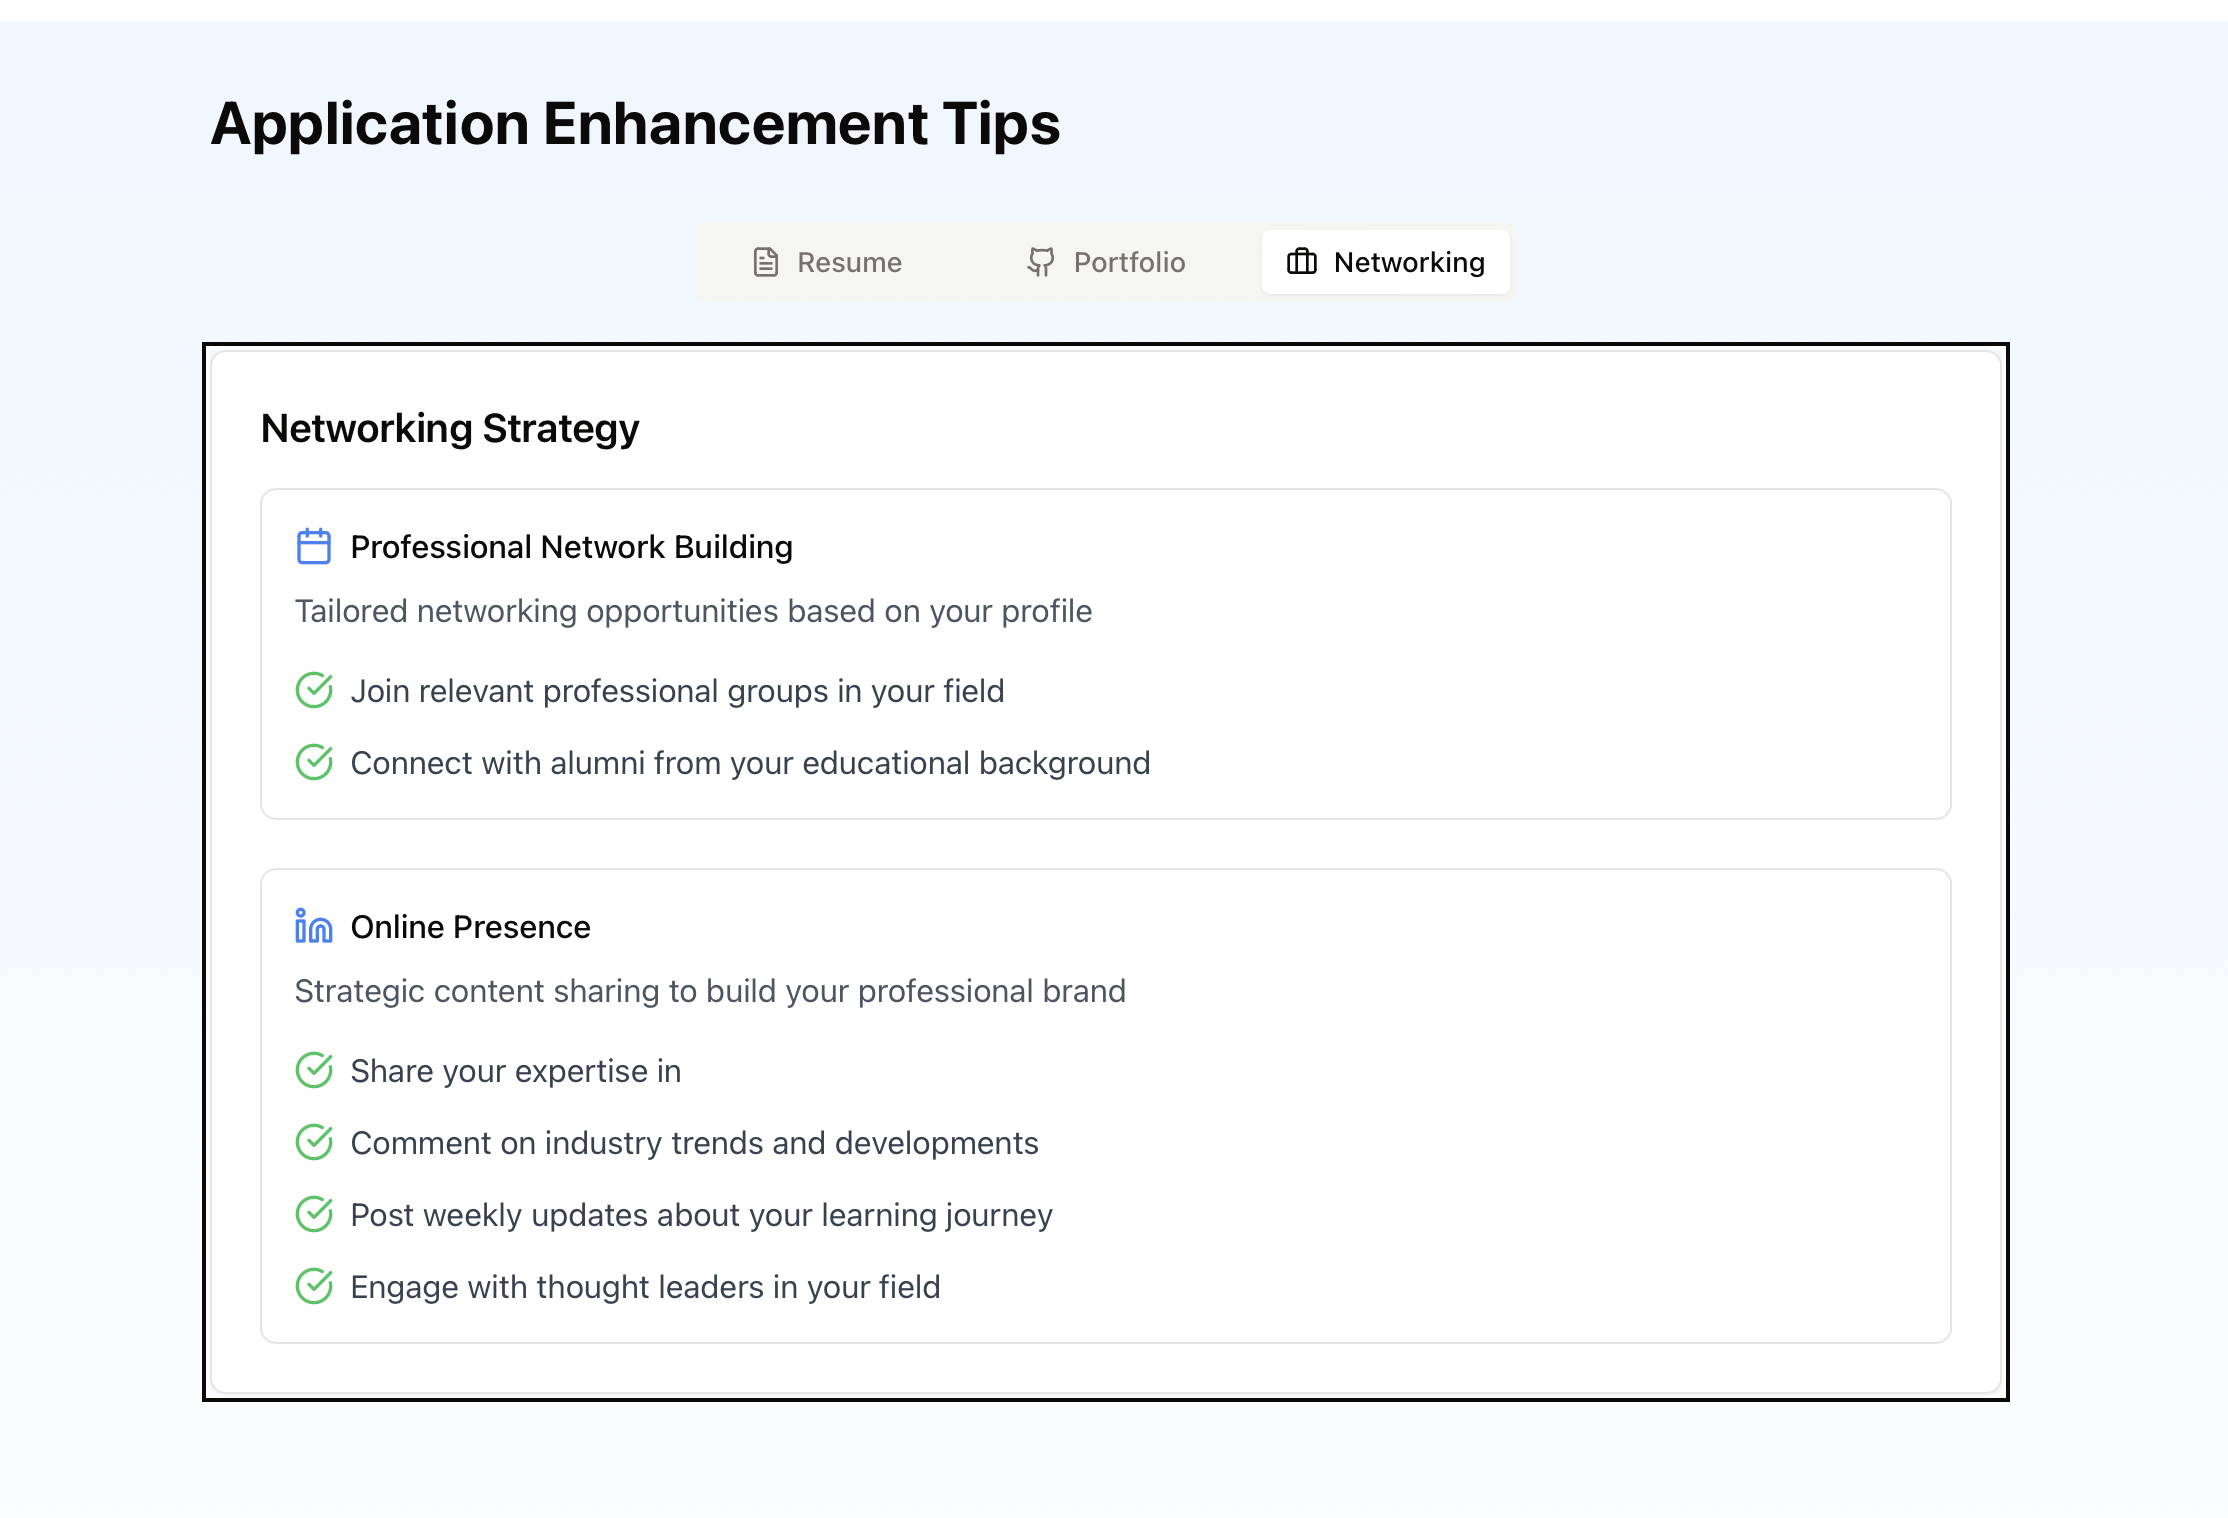 Application Enhancement Tips
Resume
Portfolio
Networking
Networking Strategy
Professional Network Building
Tailored networking opportunities based on your profile
Join relevant professional groups in your field
Connect with alumni from your educational background
Online Presence
Strategic content sharing to build your professional brand
Share your expertise in
Comment on industry trends and developments
Post weekly updates about your learning journey
Engage with thought leaders in your field